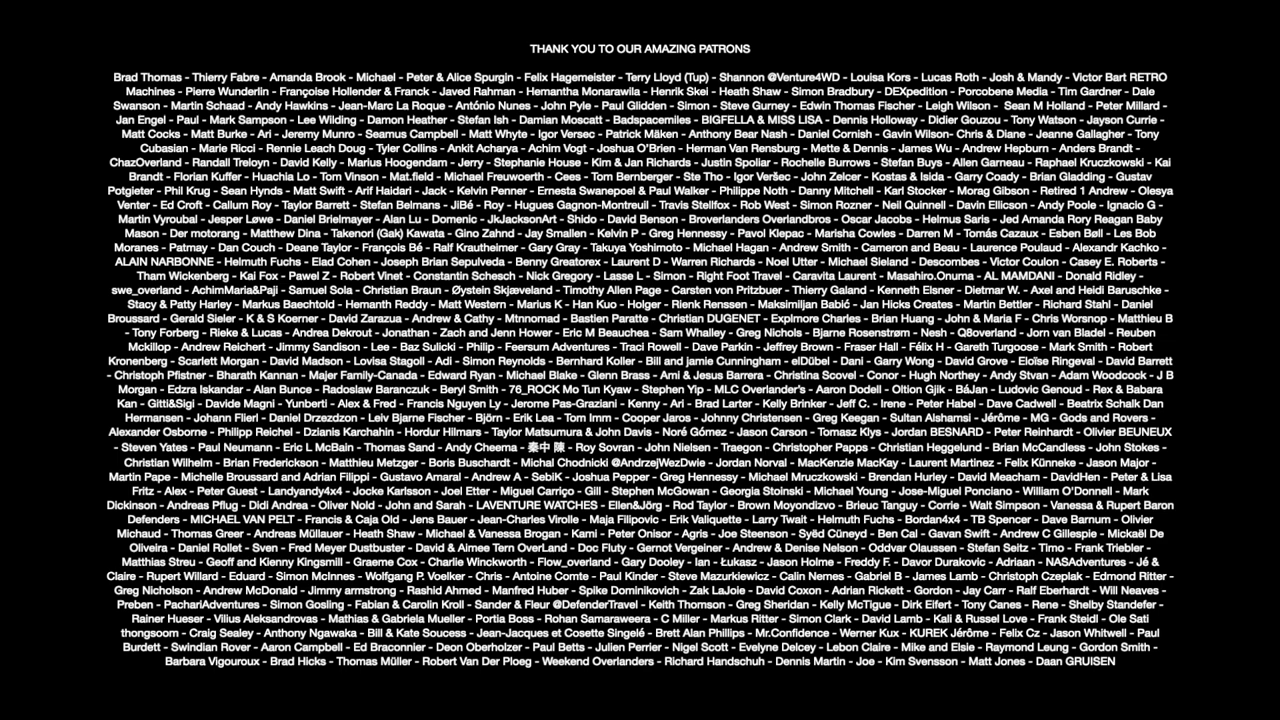 THANK YOU TO OUR AMAZING PATRONS
Brad Thomas - Thierry Fabre - Amanda Brook - Michael - Peter & Alice Spurgin - Felix Hagemeister - Terry Lloyd (Tup) - Shannon @Venture4WD - Louisa Kors - Lucas Roth - Josh & Mandy - Victor Bart RETRO
Machines - Pierre Wunderlin - Françoise Hollender & Franck - Javed Rahman - Hemantha Monarawila - Henrik Skei - Heath Shaw - Simon Bradbury - DEXpedition - Porcobene Media - Tim Gardner - Dale
Swanson - Martin Schaad - Andy Hawkins - Jean-Marc La Roque - António Nunes - John Pyle - Paul Glidden - Simon - Steve Gurney - Edwin Thomas Fischer - Leigh Wilson - Sean M Holland - Peter Millard -
Jan Engel - Paul - Mark Sampson - Lee Wilding - Damon Heather - Stefan Ish - Damian Moscatt - Badspacemiles - BIGFELLA & MISS LISA - Dennis Holloway - Didier Gouzou - Tony Watson - Jayson Currie -
Matt Cocks - Matt Burke - Ari - Jeremy Munro - Seamus Campbell - Matt Whyte - Igor Versec - Patrick Mäken - Anthony Bear Nash - Daniel Cornish - Gavin Wilson- Chris & Diane - Jeanne Gallagher - Tony
Cubasian - Marie Ricci - Rennie Leach Doug - Tyler Collins - Ankit Acharya - Achim Vogt - Joshua O'Brien - Herman Van Rensburg - Mette & Dennis - James Wu - Andrew Hepburn - Anders Brandt -
ChazOverland - Randall Treloyn - David Kelly - Marius Hoogendam - Jerry - Stephanie House - Kim & Jan Richards - Justin Spoliar - Rochelle Burrows - Stefan Buys - Allen Garneau - Raphael Kruczkowski - Kai
Brandt - Florian Kuffer - Huachia Lo - Tom Vinson - Mat.field - Michael Freuwoerth - Cees - Tom Bernberger - Ste Tho - Igor Veršec - John Zelcer - Kostas & Isida - Garry Coady - Brian Gladding - Gustav
Potgieter - Phil Krug - Sean Hynds - Matt Swift - Arif Haidari - Jack - Kelvin Penner - Ernesta Swanepoel & Paul Walker - Philippe Noth - Danny Mitchell - Karl Stocker - Morag Gibson - Retired 1 Andrew - Olesya
Venter - Ed Croft - Callum Roy - Taylor Barrett - Stefan Belmans - JiBé - Roy - Hugues Gagnon-Montreuil - Travis Stellfox - Rob West - Simon Rozner - Neil Quinnell - Davin Ellicson - Andy Poole - Ignacio G -
Martin Vyroubal - Jesper Løwe - Daniel Brielmayer - Alan Lu - Domenic - JkJacksonArt - Shido - David Benson - Broverlanders Overlandbros - Oscar Jacobs - Helmus Saris - Jed Amanda Rory Reagan Baby
Mason - Der motorang - Matthew Dina - Takenori (Gak) Kawata - Gino Zahnd - Jay Smallen - Kelvin P - Greg Hennessy - Pavol Klepac - Marisha Cowles - Darren M - Tomás Cazaux - Esben Bøll - Les Bob
Moranes - Patmay - Dan Couch - Deane Taylor - François Bé - Ralf Krautheimer - Gary Gray - Takuya Yoshimoto - Michael Hagan - Andrew Smith - Cameron and Beau - Laurence Poulaud - Alexandr Kachko -
ALAIN NARBONNE - Helmuth Fuchs - Elad Cohen - Joseph Brian Sepulveda - Benny Greatorex - Laurent D - Warren Richards - Noel Utter - Michael Sieland - Descombes - Victor Coulon - Casey E. Roberts -
Tham Wickenberg - Kai Fox - Pawel Z - Robert Vinet - Constantin Schesch - Nick Gregory - Lasse L - Simon - Right Foot Travel - Caravita Laurent - Masahiro.Onuma - AL MAMDANI - Donald Ridley -
swe_overland - AchimMaria&Paji - Samuel Sola - Christian Braun - Øystein Skjæveland - Timothy Allen Page - Carsten von Pritzbuer - Thierry Galand - Kenneth Elsner - Dietmar W. - Axel and Heidi Baruschke -
Stacy & Patty Harley - Markus Baechtold - Hemanth Reddy - Matt Western - Marius K - Han Kuo - Holger - Rienk Renssen - Maksimiljan Babić - Jan Hicks Creates - Martin Bettler - Richard Stahl - Daniel
Broussard - Gerald Sieler - K & S Koerner - David Zarazua - Andrew & Cathy - Mtnnomad - Bastien Paratte - Christian DUGENET - Explmore Charles - Brian Huang - John & Maria F - Chris Worsnop - Matthieu B
- Tony Forberg - Rieke & Lucas - Andrea Dekrout - Jonathan - Zach and Jenn Hower - Eric M Beauchea - Sam Whalley - Greg Nichols - Bjarne Rosenstrøm - Nesh - Q8overland - Jorn van Bladel - Reuben
Mckillop - Andrew Reichert - Jimmy Sandison - Lee - Baz Sulicki - Philip - Feersum Adventures - Traci Rowell - Dave Parkin - Jeffrey Brown - Fraser Hall - Félix H - Gareth Turgoose - Mark Smith - Robert
Kronenberg - Scarlett Morgan - David Madson - Lovisa Stagoll - Adi - Simon Reynolds - Bernhard Koller - Bill and jamie Cunningham - elDübel - Dani - Garry Wong - David Grove - Eloïse Ringeval - David Barrett
- Christoph Pfistner - Bharath Kannan - Major Family-Canada - Edward Ryan - Michael Blake - Glenn Brass - Ami & Jesus Barrera - Christina Scovel - Conor - Hugh Northey - Andy Stvan - Adam Woodcock - J B
Morgan - Edzra Iskandar - Alan Bunce - Radoslaw Baranczuk - Beryl Smith - 76_ROCK Mo Tun Kyaw - Stephen Yip - MLC Overlander's - Aaron Dodell - Oltion Gjik - BáJan - Ludovic Genoud - Rex & Babara
Kan - Gitti&Sigi - Davide Magni - Yunberti - Alex & Fred - Francis Nguyen Ly - Jerome Pas-Graziani - Kenny - Ari - Brad Larter - Kelly Brinker - Jeff C. - Irene - Peter Habel - Dave Cadwell - Beatrix Schalk Dan
Hermansen - Johann Flierl - Daniel Drzezdzon - Leiv Bjarne Fischer - Björn - Erik Lea - Tom Imm - Cooper Jaros - Johnny Christensen - Greg Keegan - Sultan Alshamsi - Jérôme - MG - Gods and Rovers -
Alexander Osborne - Philipp Reichel - Dzianis Karchahin - Hordur Hilmars - Taylor Matsumura & John Davis - Noré Gómez - Jason Carson - Tomasz Klys - Jordan BESNARD - Peter Reinhardt - Olivier BEUNEUX
- Steven Yates - Paul Neumann - Eric L McBain - Thomas Sand - Andy Cheema - 秦中 陳 - Roy Sovran - John Nielsen - Traegon - Christopher Papps - Christian Heggelund - Brian McCandless - John Stokes -
Christian Wilhelm - Brian Frederickson - Matthieu Metzger - Boris Buschardt - Michal Chodnicki @AndrzejWezDwie - Jordan Norval - MacKenzie MacKay - Laurent Martinez - Felix Künneke - Jason Major -
Martin Pape - Michelle Broussard and Adrian Filippi - Gustavo Amaral - Andrew A - SebiK - Joshua Pepper - Greg Hennessy - Michael Mruczkowski - Brendan Hurley - David Meacham - DavidHen - Peter & Lisa
Fritz - Alex - Peter Guest - Landyandy4x4 - Jocke Karlsson - Joel Etter - Miguel Carriço - Gill - Stephen McGowan - Georgia Stoinski - Michael Young - Jose-Miguel Ponciano - William O'Donnell - Mark
Dickinson - Andreas Pflug - Didi Andrea - Oliver Nold - John and Sarah - LAVENTURE WATCHES - Ellen&Jörg - Rod Taylor - Brown Moyondizvo - Brieuc Tanguy - Corrie - Walt Simpson - Vanessa & Rupert Baron
Defenders - MICHAEL VAN PELT - Francis & Caja Old - Jens Bauer - Jean-Charles Virolle - Maja Filipovic - Erik Valiquette - Larry Twait - Helmuth Fuchs - Bordan4x4 - TB Spencer - Dave Barnum - Olivier
Michaud - Thomas Greer - Andreas Müllauer - Heath Shaw - Michael & Vanessa Brogan - Kami - Peter Onisor - Agris - Joe Steenson - Syëd Cüneyd - Ben Cal - Gavan Swift - Andrew C Gillespie - Mickaël De
Oliveira - Daniel Rollet - Sven - Fred Meyer Dustbuster - David & Aimee Tern OverLand - Doc Fluty - Gernot Vergeiner - Andrew & Denise Nelson - Oddvar Olaussen - Stefan Seitz - Timo - Frank Triebler -
Matthias Streu - Geoff and Kienny Kingsmill - Graeme Cox - Charlie Winckworth - Flow_overland - Gary Dooley - Ian - Łukasz - Jason Holme - Freddy F. - Davor Durakovic - Adriaan - NASAdventures - Jé &
Claire - Rupert Willard - Eduard - Simon McInnes - Wolfgang P. Voelker - Chris - Antoine Comte - Paul Kinder - Steve Mazurkiewicz - Calin Nemes - Gabriel B - James Lamb - Christoph Czeplak - Edmond Ritter -
Greg Nicholson - Andrew McDonald - Jimmy armstrong - Rashid Ahmed - Manfred Huber - Spike Dominikovich - Zak LaJoie - David Coxon - Adrian Rickett - Gordon - Jay Carr - Ralf Eberhardt - Will Neaves -
Preben - PachariAdventures - Simon Gosling - Fabian & Carolin Kroll - Sander & Fleur @DefenderTravel - Keith Thomson - Greg Sheridan - Kelly McTigue - Dirk Eifert - Tony Canes - Rene - Shelby Standefer -
Rainer Hueser - Vilius Aleksandrovas - Mathias & Gabriela Mueller - Portia Boss - Rohan Samaraweera - C Miller - Markus Ritter - Simon Clark - David Lamb - Kali & Russel Love - Frank Steidl - Ole Sati
thongsoom - Craig Sealey - Anthony Ngawaka - Bill & Kate Soucess - Jean-Jacques et Cosette Singelé - Brett Alan Phillips - Mr.Confidence - Werner Kux - KUREK Jérôme - Felix Cz - Jason Whitwell - Paul
Burdett - Swindian Rover - Aaron Campbell - Ed Braconnier - Deon Oberholzer - Paul Betts - Julien Perrier - Nigel Scott - Evelyne Delcey - Lebon Claire - Mike and Elsie - Raymond Leung - Gordon Smith -
Barbara Vigouroux - Brad Hicks - Thomas Müller - Robert Van Der Ploeg - Weekend Overlanders - Richard Handschuh - Dennis Martin - Joe - Kim Svensson - Matt Jones - Daan GRUISEN